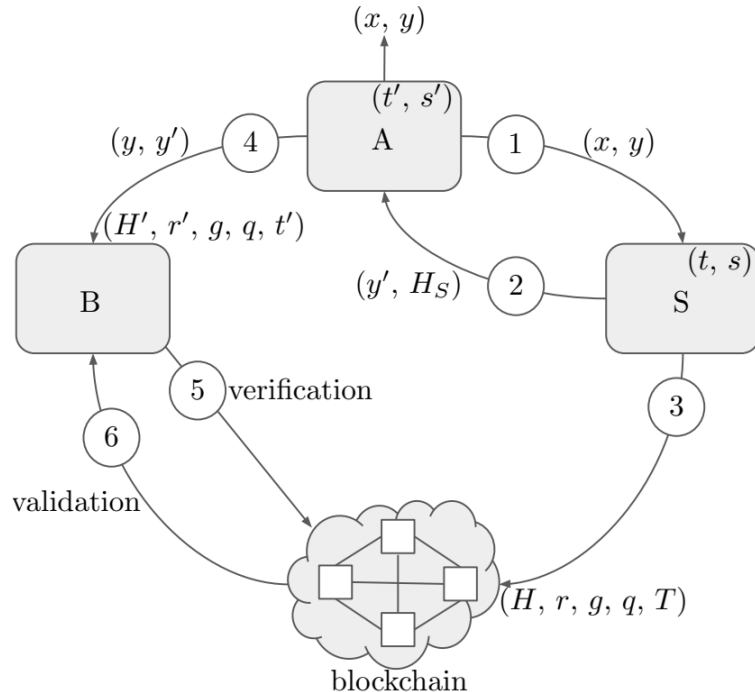 (x, y)
(t′, s′)
A
(y, y′)
4
1
(x, y)
(H′, r′, g, q, t′)
(t, s)
(y′, H_S)
2
B
S
5
verification
3
6
validation
(H, r, g, q, T)
blockchain